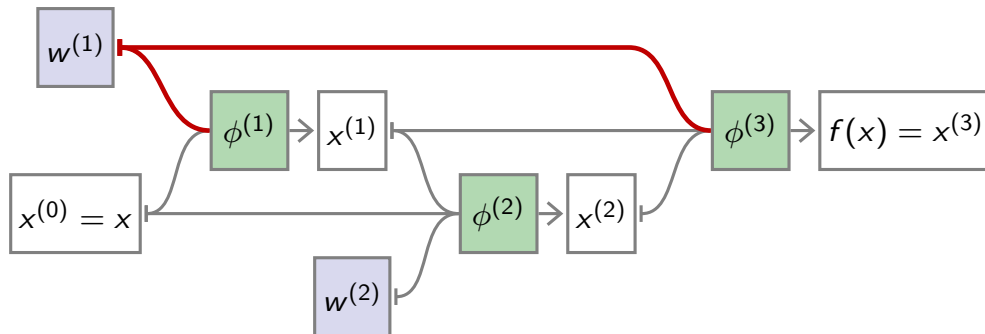 w^{(1)}
ϕ^{(1)}
x^{(1)}
ϕ^{(3)}
f(x) = x^{(3)}
x^{(0)} = x
ϕ^{(2)}
x^{(2)}
w^{(2)}